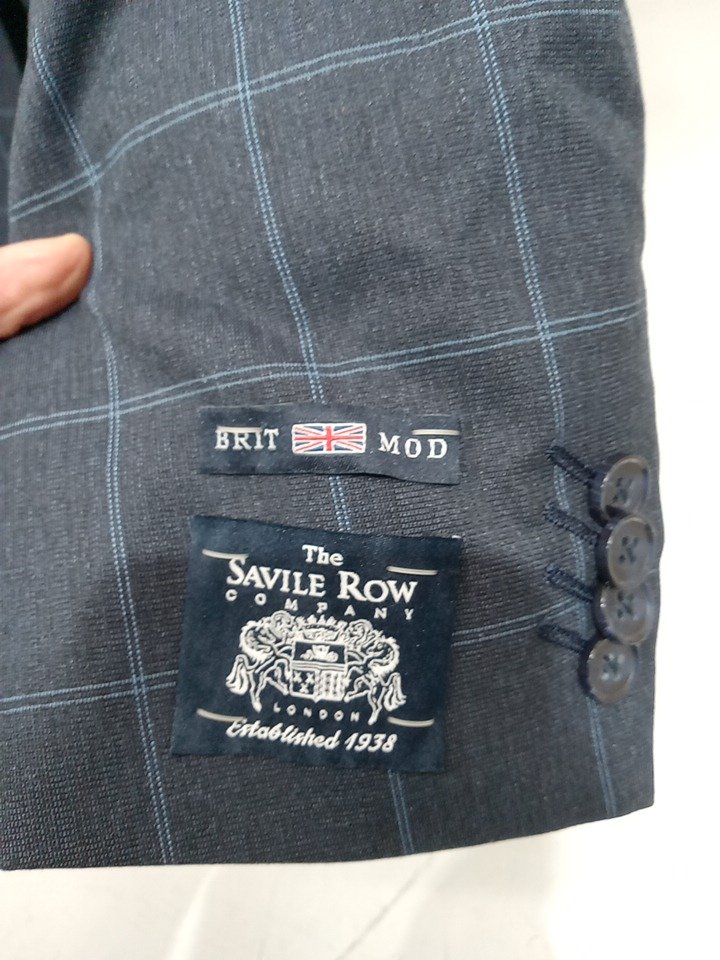 BRIT MOD
The
SAVILE ROW
COMPANY
LONDON
Established 1938